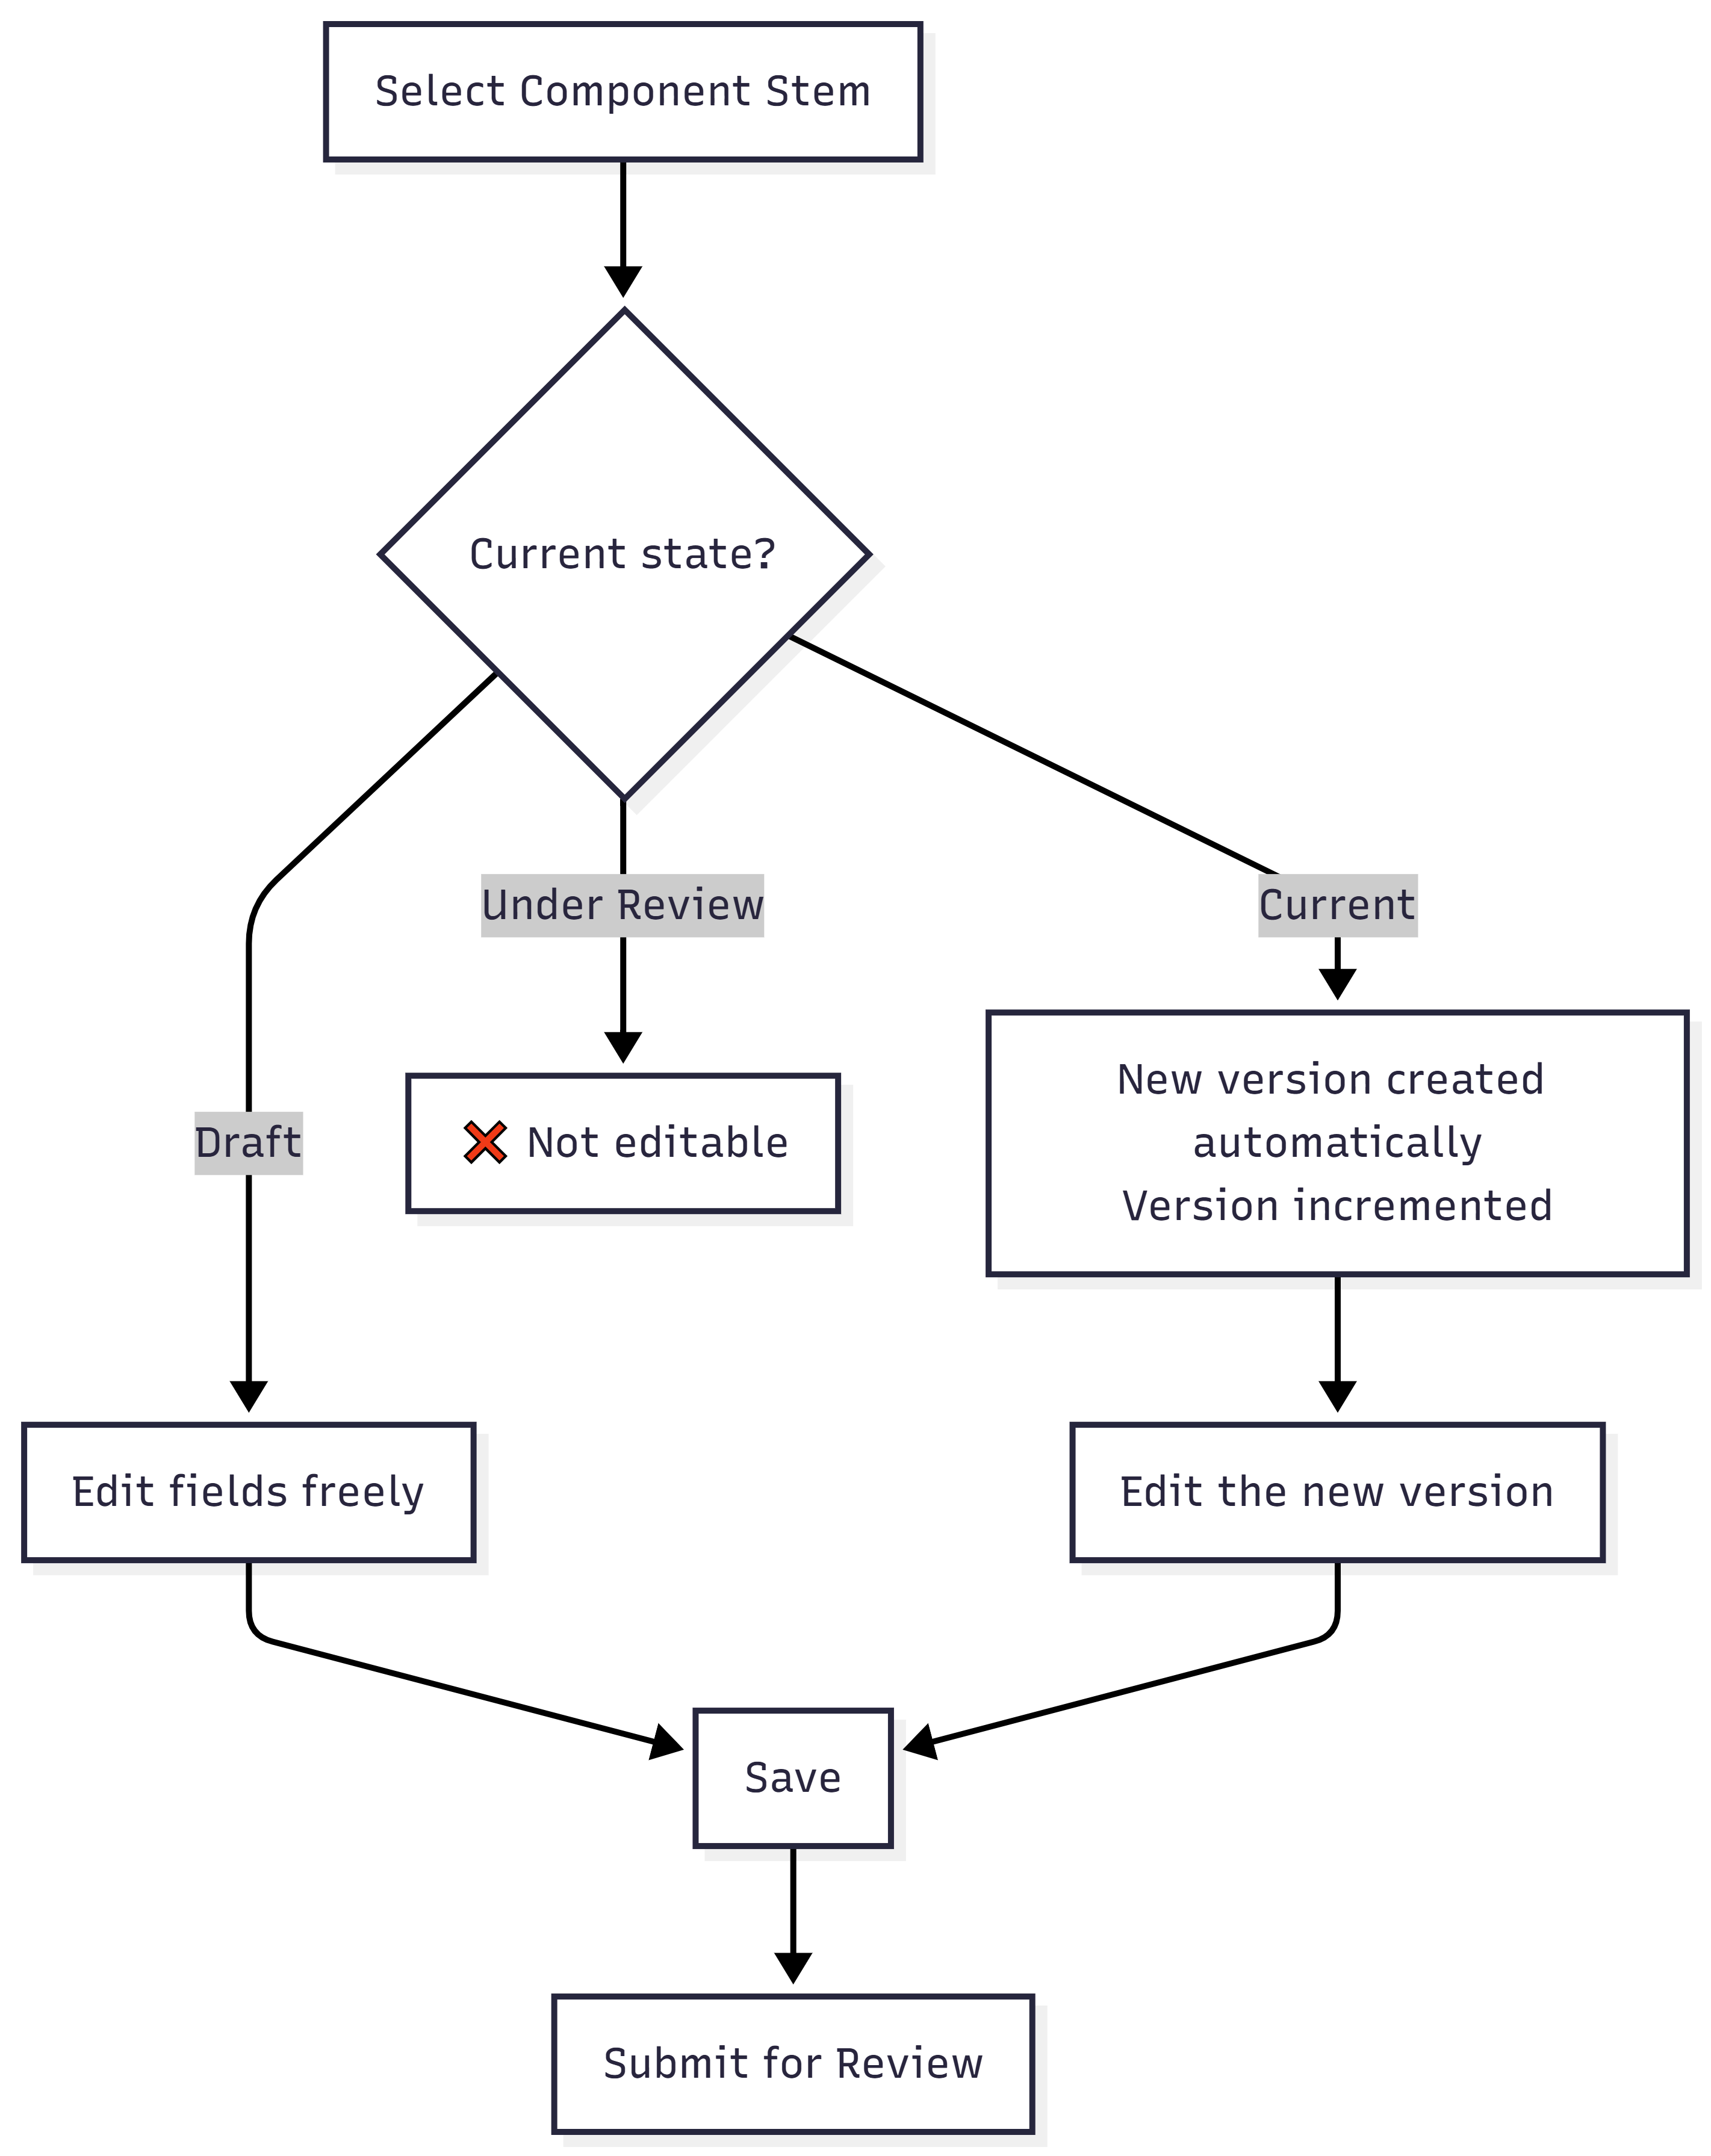 Select Component Stem
Current state?
Under Review
Current
Draft
❌ Not editable
New version created
automatically
Version incremented
Edit fields freely
Edit the new version
Save
Submit for Review